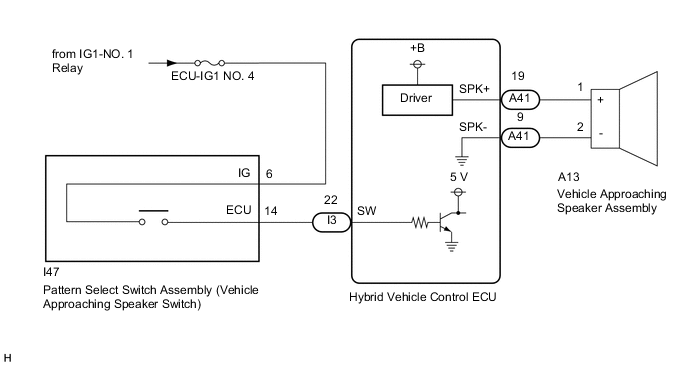 from IG1-NO. 1
Relay
ECU-IG1 NO. 4
+B
Driver
SPK+
19
A41
SPK-
9
A41
1
+
2
-
A13
Vehicle Approaching
Speaker Assembly
IG
6
ECU
14
22
I3
SW
5 V
Hybrid Vehicle Control ECU
I47
Pattern Select Switch Assembly (Vehicle
Approaching Speaker Switch)
H